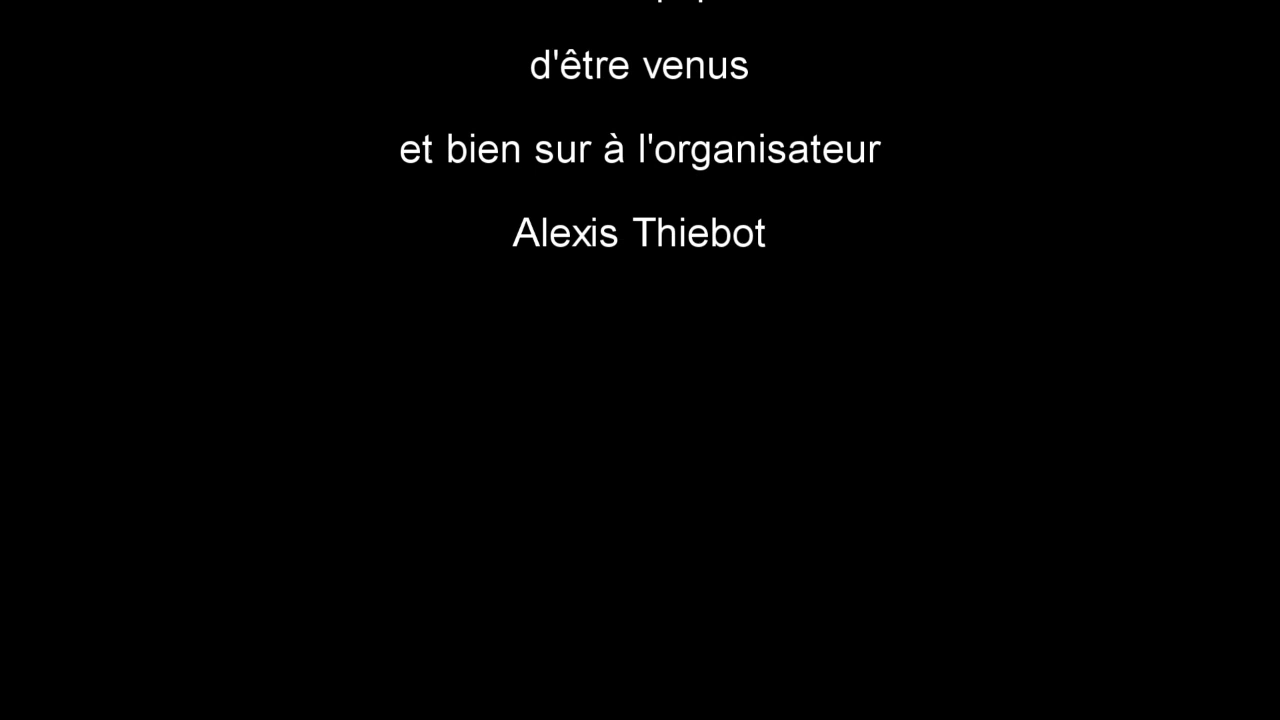 d'être venus
et bien sur à l'organisateur
Alexis Thiebot